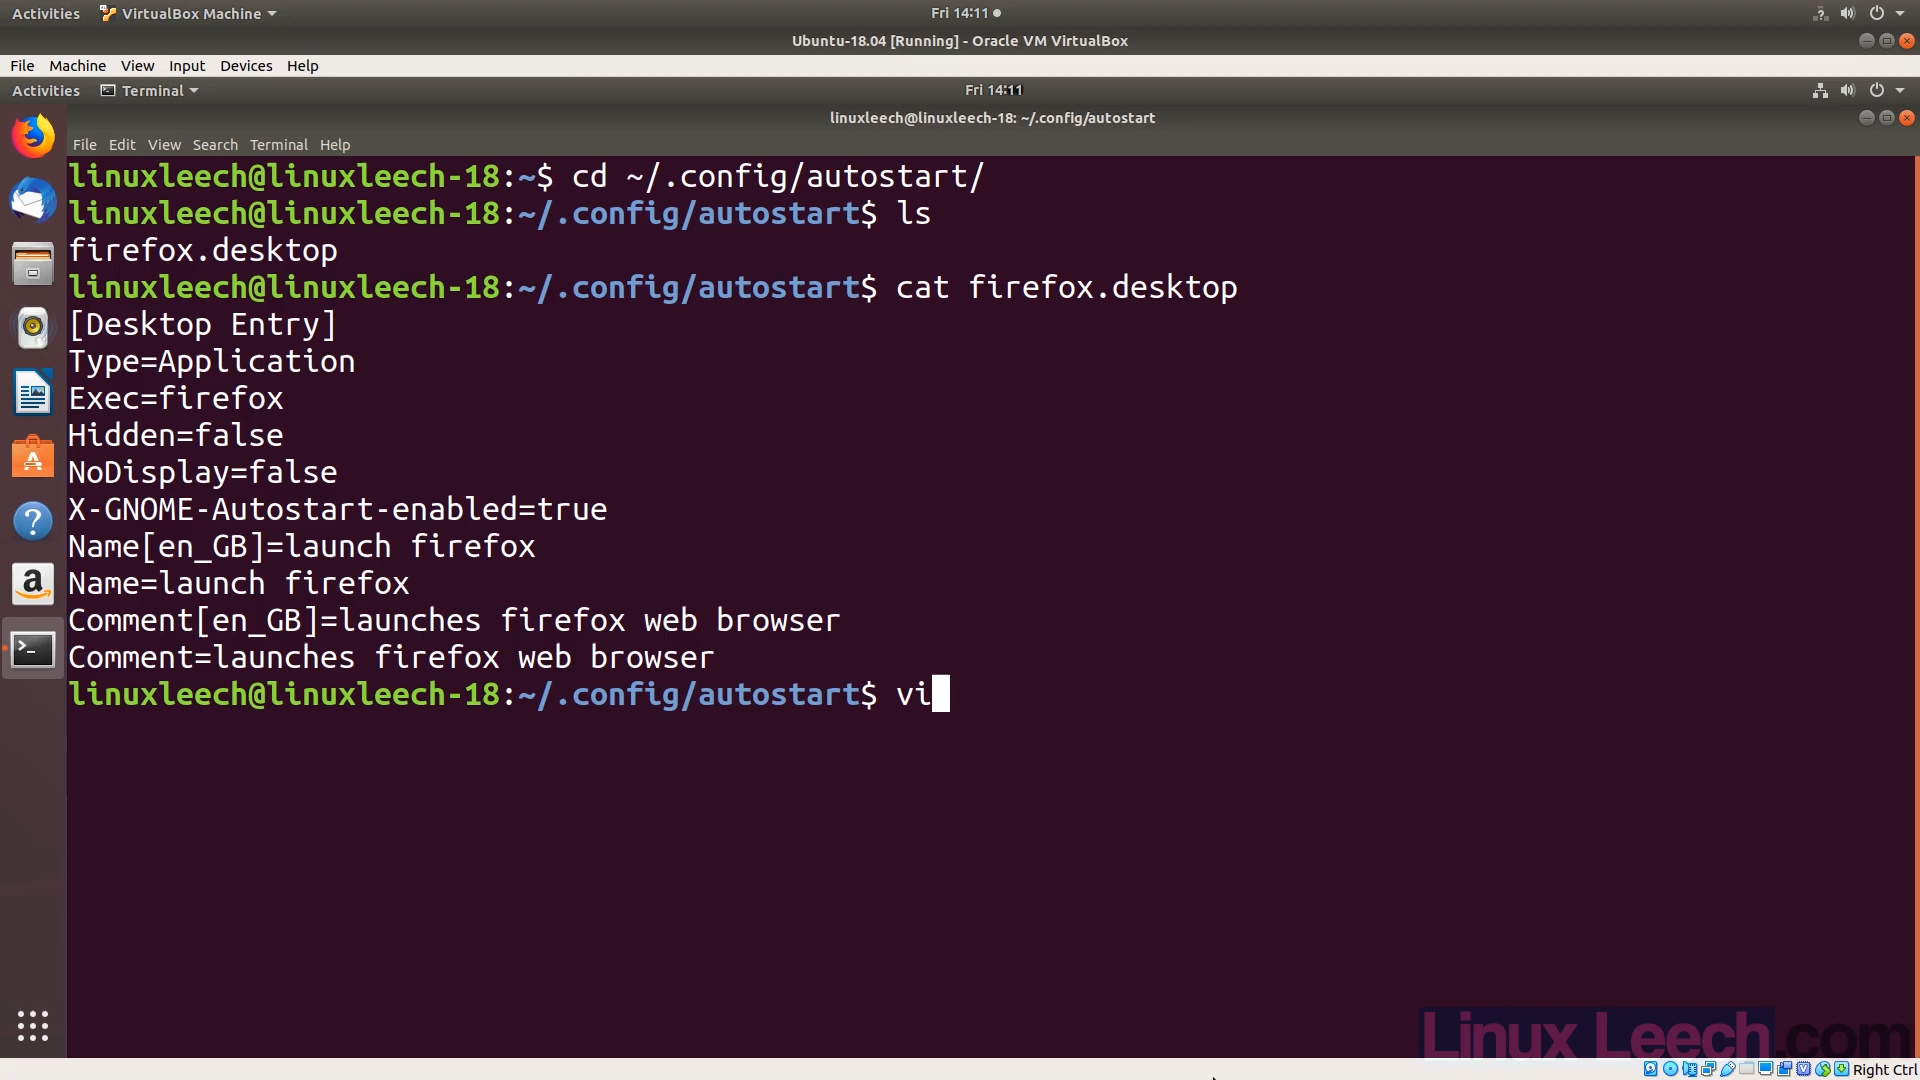 Activities VirtualBox Machine Fri 14:11
Ubuntu-18.04 [Running] - Oracle VM VirtualBox
File Machine View Input Devices Help
Activities Terminal Fri 14:11
linuxleech@linuxleech-18: ~/.config/autostart
File Edit View Search Terminal Help
linuxleech@linuxleech-18:~$ cd ~/.config/autostart/
linuxleech@linuxleech-18:~/.config/autostart$ ls
firefox.desktop
linuxleech@linuxleech-18:~/.config/autostart$ cat firefox.desktop
[Desktop Entry]
Type=Application
Exec=firefox
Hidden=false
NoDisplay=false
X-GNOME-Autostart-enabled=true
Name[en_GB]=launch firefox
Name=launch firefox
Comment[en_GB]=launches firefox web browser
Comment=launches firefox web browser
linuxleech@linuxleech-18:~/.config/autostart$ vi
Linux Leech.com
Right Ctrl